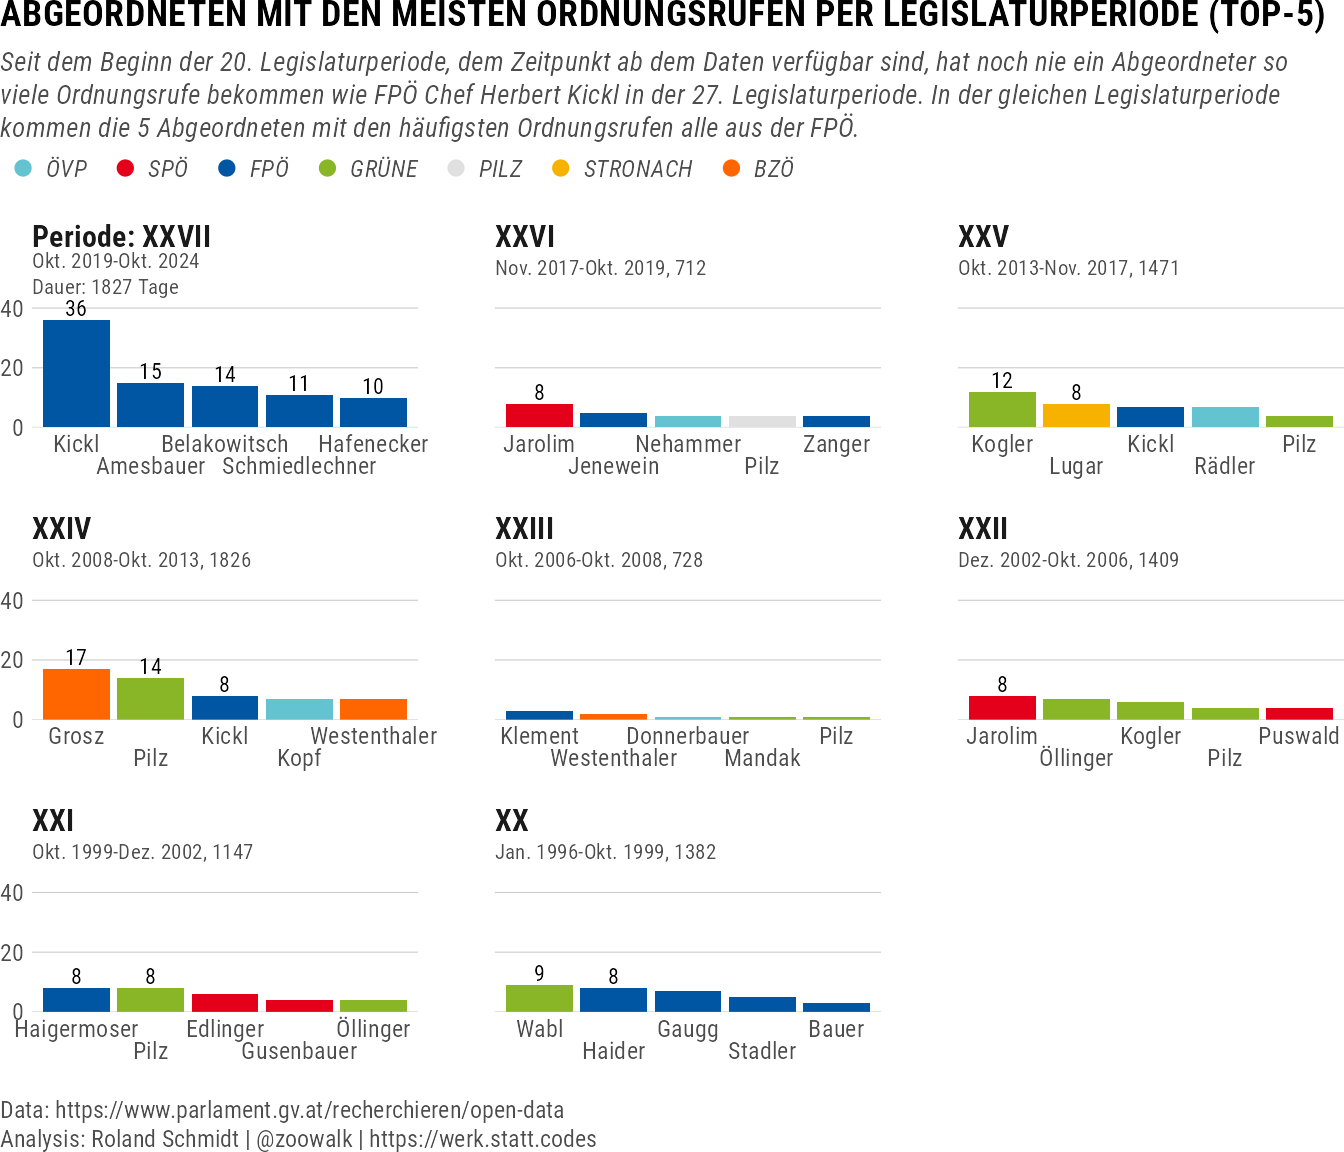 ABGEORDNETEN MIT DEN MEISTEN ORDNUNGSRUFEN PER LEGISLATURPERIODE (TOP-5)
Seit dem Beginn der 20. Legislaturperiode, dem Zeitpunkt ab dem Daten verfügbar sind, hat noch nie ein Abgeordneter so
viele Ordnungsrufe bekommen wie FPÖ Chef Herbert Kickl in der 27. Legislaturperiode. In der gleichen Legislaturperiode
kommen die 5 Abgeordneten mit den häufigsten Ordnungsrufen alle aus der FPÖ.
ÖVP SPÖ FPÖ GRÜNE PILZ STRONACH BZÖ
Periode: XXVII
Okt. 2019-Okt. 2024
Dauer: 1827 Tage
40
20
0
36
15
14
11
10
Kickl Belakowitsch Hafenecker
Amesbauer Schmiedlechner
XXVI
Nov. 2017-Okt. 2019, 712
8
Jarolim Nehammer Zanger
Jenewein Pilz
XXV
Okt. 2013-Nov. 2017, 1471
12
8
Kogler Kickl Pilz
Lugar Rädler
XXIV
Okt. 2008-Okt. 2013, 1826
40
20
0
17
14
8
Grosz Kickl Westenthaler
Pilz Kopf
XXIII
Okt. 2006-Okt. 2008, 728
Klement Donnerbauer Pilz
Westenthaler Mandak
XXII
Dez. 2002-Okt. 2006, 1409
8
Jarolim Kogler Puswald
Öllinger Pilz
XXI
Okt. 1999-Dez. 2002, 1147
40
20
0
8
8
Haigermoser Edlinger Öllinger
Pilz Gusenbauer
XX
Jan. 1996-Okt. 1999, 1382
9
8
Wabl Gaugg Bauer
Haider Stadler
Data: https://www.parlament.gv.at/recherchieren/open-data
Analysis: Roland Schmidt | @zoowalk | https://werk.statt.codes